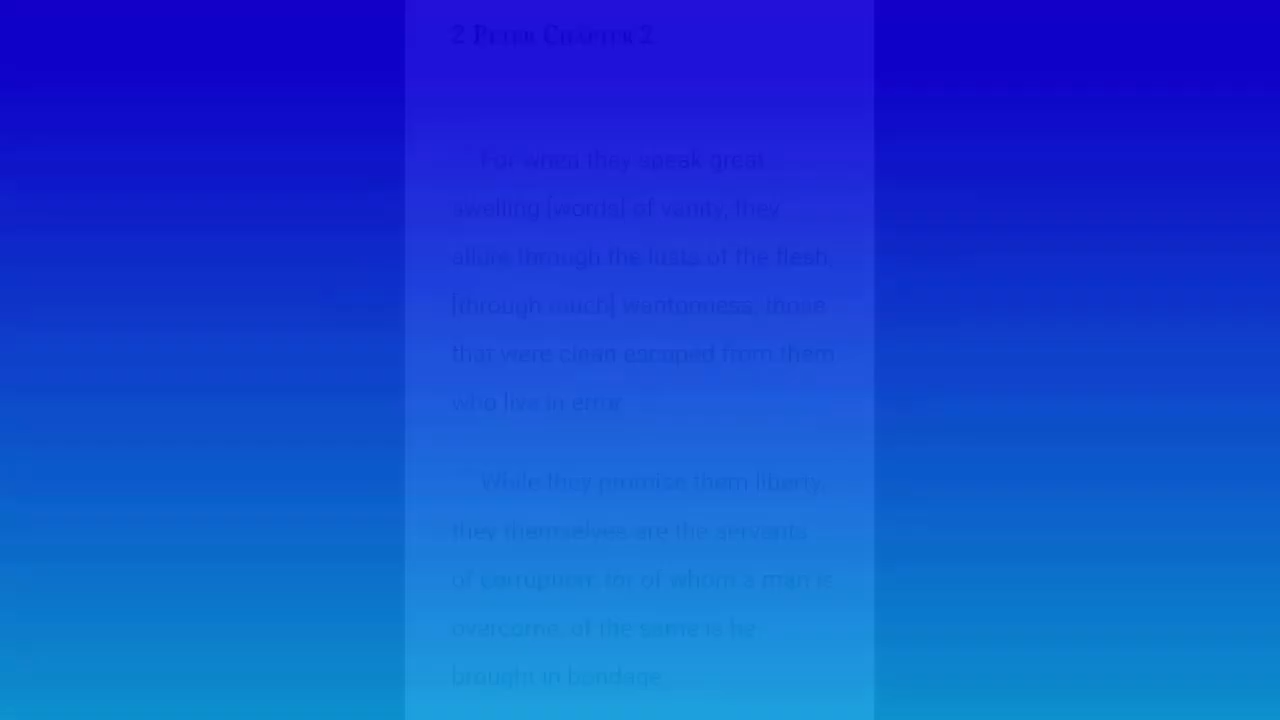 2 Peter Chapter 2
For when they speak great
swelling [words] of vanity, they
allure through the lusts of the flesh,
[through much] wantonness, those
that were clean escaped from them
who live in error
While they promise them liberty,
they themselves are the servants
of corruption: for of whom a man is
overcome, of the same is he
brought in bondage